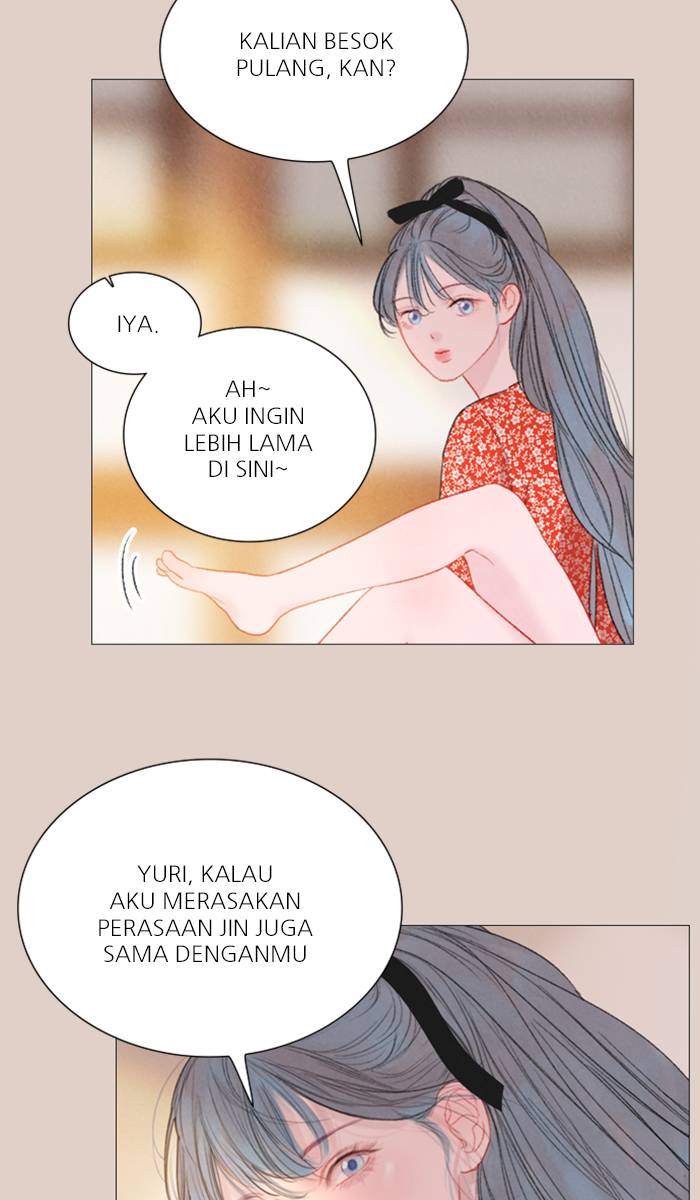 KALIAN BESOK
PULANG, KAN?
IYA.
AH~
AKU INGIN
LEBIH LAMA
DI SINI~
YURI, KALAU
AKU MERASAKAN
PERASAAN JIN JUGA
SAMA DENGANMU